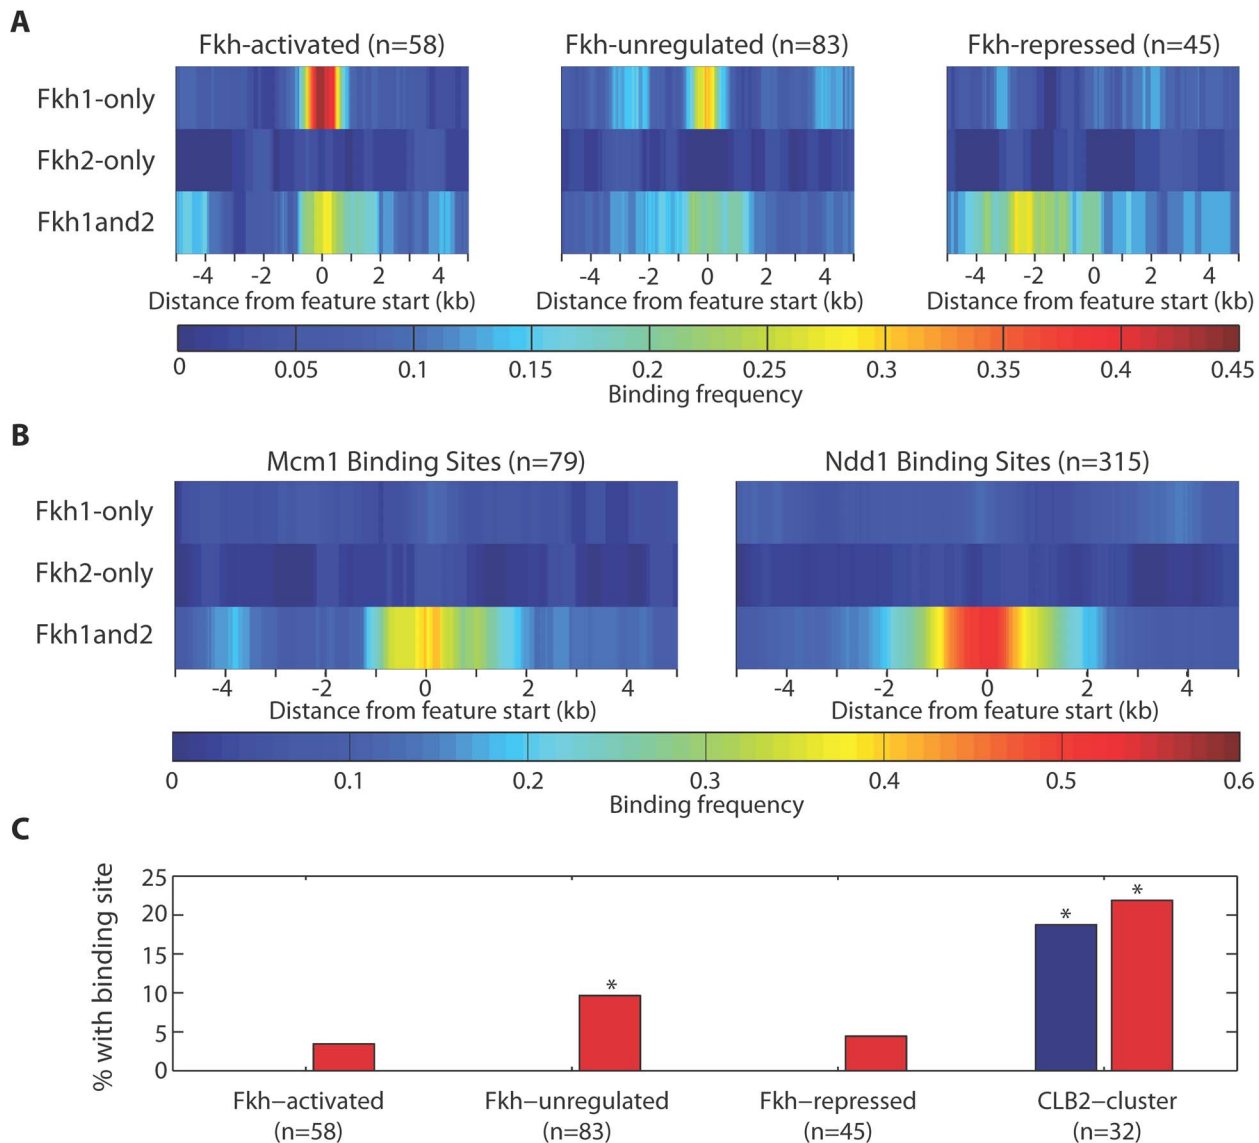 A
Fkh-activated (n=58) Fkh-unregulated (n=83) Fkh-repressed (n=45)
Fkh1-only
Fkh2-only
Fkh1and2
-4 -2 0 2 4 -4 -2 0 2 4 -4 -2 0 2 4
Distance from feature start (kb) Distance from feature start (kb) Distance from feature start (kb)
0 0.05 0.1 0.15 0.2 0.25 0.3 0.35 0.4 0.45
Binding frequency
B
Mcm1 Binding Sites (n=79) Ndd1 Binding Sites (n=315)
Fkh1-only
Fkh2-only
Fkh1and2
-4 -2 0 2 4 -4 -2 0 2 4
Distance from feature start (kb) Distance from feature start (kb)
0 0.1 0.2 0.3 0.4 0.5 0.6
Binding frequency
C
% with binding site
25
20
15
10
5
0
* * *
Fkh−activated Fkh−unregulated Fkh−repressed CLB2−cluster
(n=58) (n=83) (n=45) (n=32)